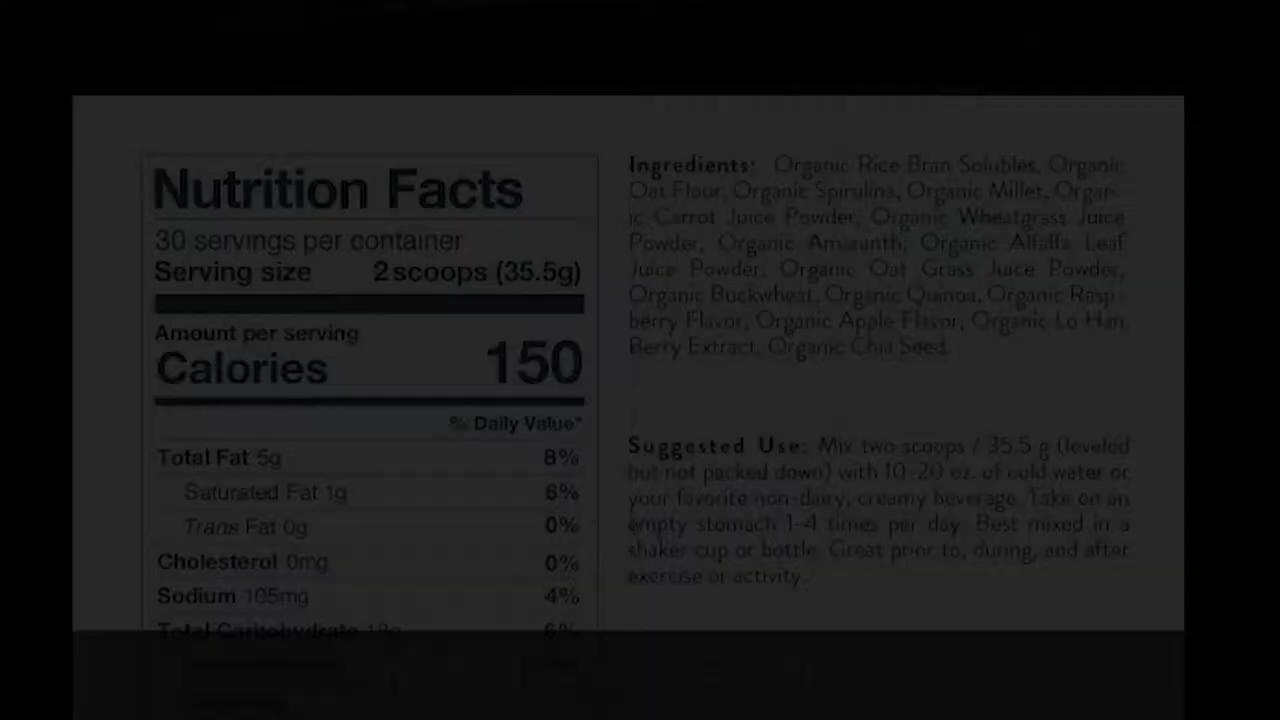 Nutrition Facts
30 servings per container
Serving size 2 scoops (35.5g)
Amount per serving
Calories 150
% Daily Value*
Total Fat 5g 8%
Saturated Fat 1g 6%
Trans Fat 0g 0%
Cholesterol 0mg 0%
Sodium 105mg 4%
Total Carbohydrate 6%
Ingredients: Organic Rice Bran Solubles, Organic
Oat Flour, Organic Spirulina, Organic Millet, Organ-
ic Carrot Juice Powder, Organic Wheatgrass Juice
Powder, Organic Amaranth, Organic Alfalfa Leaf
Juice Powder, Organic Oat Grass Juice Powder,
Organic Buckwheat, Organic Quinoa, Organic Rasp-
berry Flavor, Organic Apple Flavor, Organic Lo Han
Berry Extract, Organic Chia Seed.
Suggested Use: Mix two scoops / 35.5 g (leveled
but not packed down) with 10-20 oz. of cold water or
your favorite non-dairy, creamy beverage. Take on an
empty stomach 1-4 times per day. Best mixed in a
shaker cup or bottle. Great prior to, during, and after
exercise or activity.